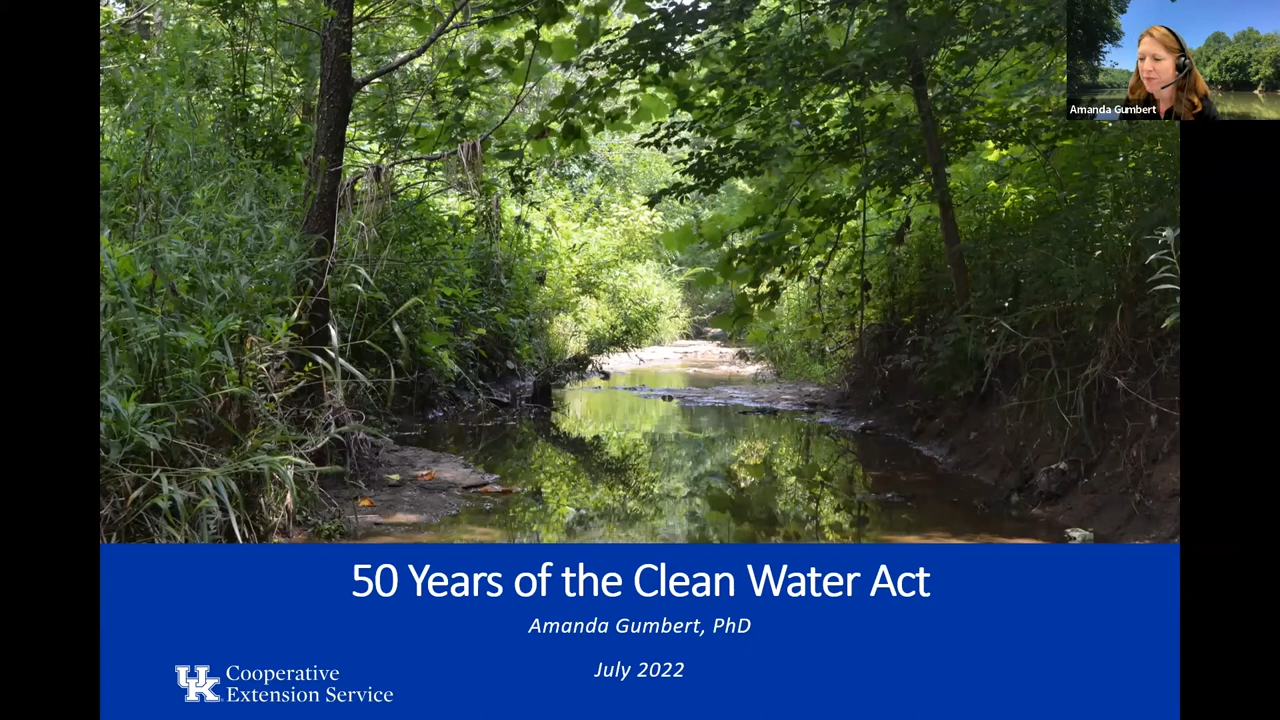 Amanda Gumbert
50 Years of the Clean Water Act
Amanda Gumbert, PhD
July 2022
UK Cooperative
Extension Service